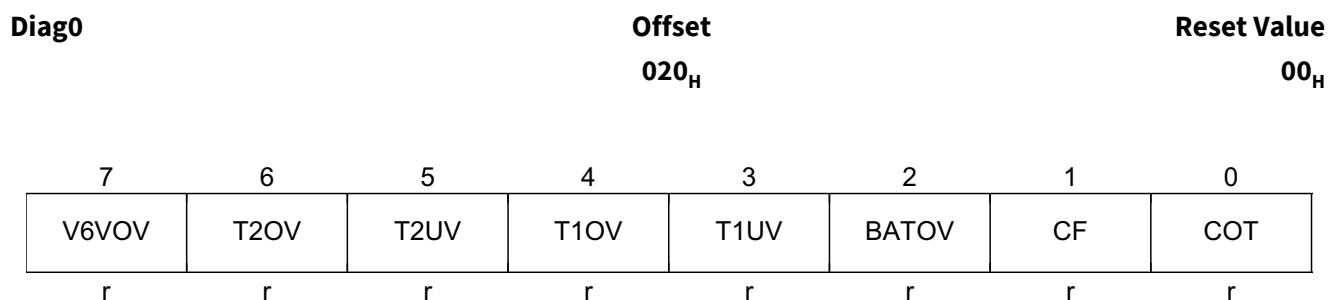 Diag0 Offset Reset Value
020H 00H
7 6 5 4 3 2 1 0
V6VOV T2OV T2UV T1OV T1UV BATOV CF COT
r r r r r r r r